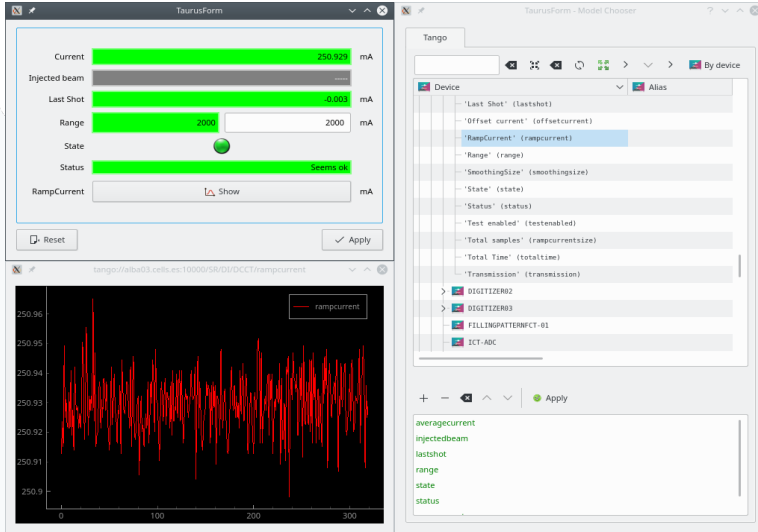 TaurusForm
Current 250.929 mA
Injected beam -----
Last Shot -0.003 mA
Range 2000 2000 mA
State
Status Seems ok
RampCurrent Show mA
Reset Apply
tango://alba03.cells.es:10000/SR/DI/DCCT/rampcurrent
rampcurrent
250.96
250.95
250.94
250.93
250.92
250.91
250.9
0 100 200 300
TaurusForm - Model Chooser
Tango
By device
Device Alias
'Last Shot' (lastshot)
'Offset current' (offsetcurrent)
'RampCurrent' (rampcurrent)
'Range' (range)
'SmoothingSize' (smoothingsize)
'State' (state)
'Status' (status)
'Test enabled' (testenabled)
'Total samples' (rampcurrentsize)
'Total Time' (totaltime)
'Transmission' (transmission)
DIGITIZER02
DIGITIZER03
FILLINGPATTERNFCT-01
ICT-ADC
Apply
averagecurrent
injectedbeam
lastshot
range
state
status